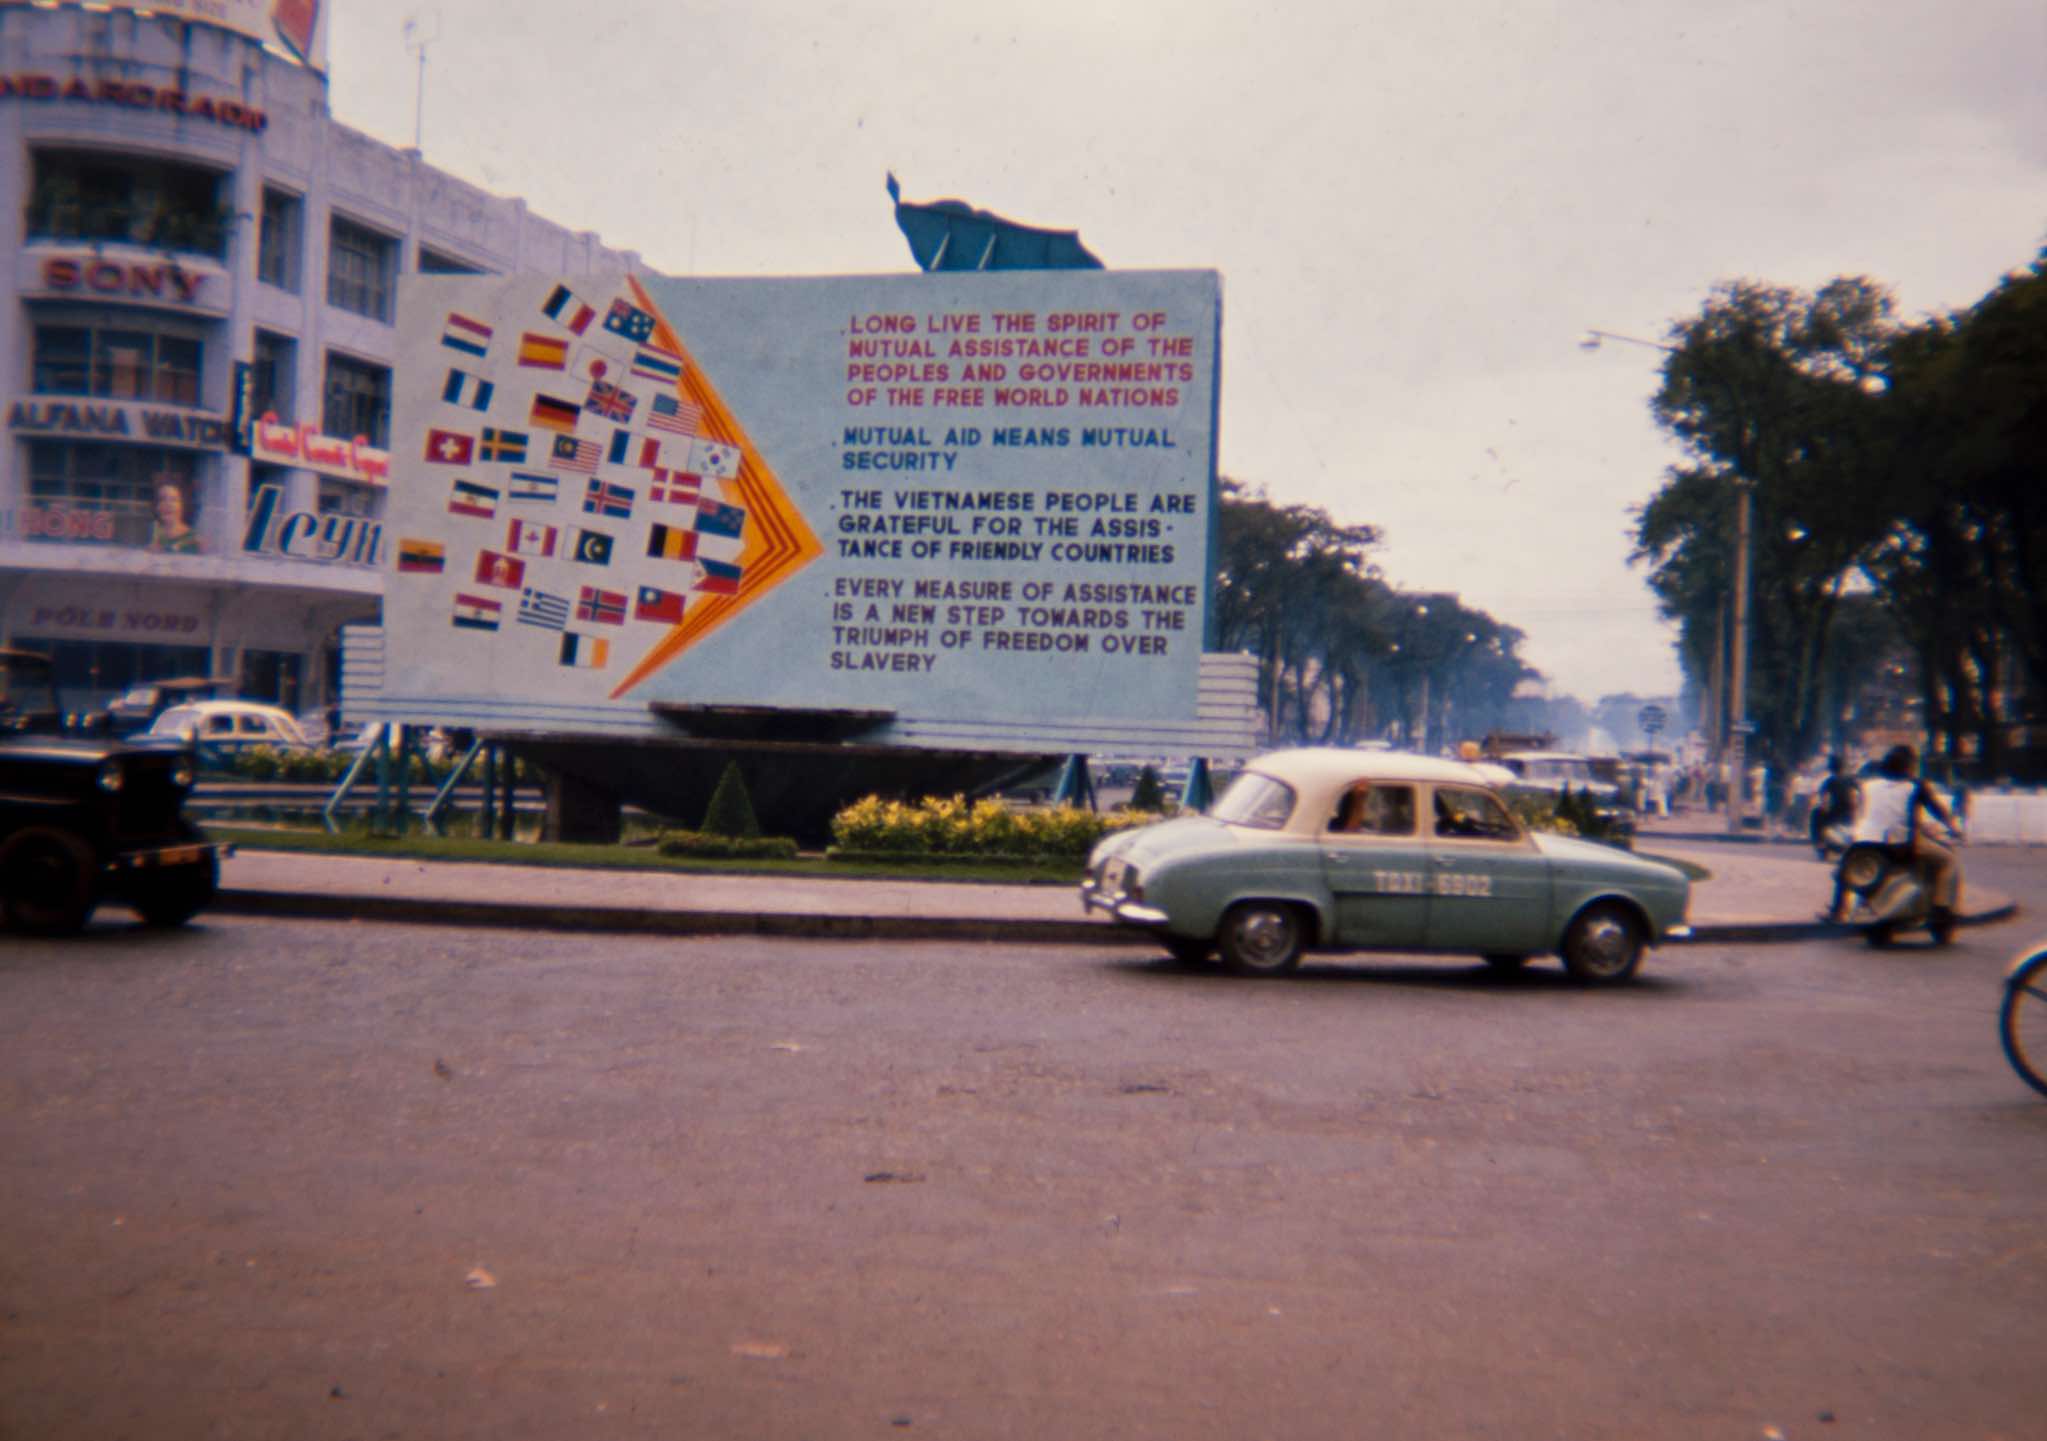 SONY
ALFANA WATCH
HÔNG
PÔLE NORD
. LONG LIVE THE SPIRIT OF
MUTUAL ASSISTANCE OF THE
PEOPLES AND GOVERNMENTS
OF THE FREE WORLD NATIONS
. MUTUAL AID MEANS MUTUAL
SECURITY
. THE VIETNAMESE PEOPLE ARE
GRATEFUL FOR THE ASSIS -
TANCE OF FRIENDLY COUNTRIES
. EVERY MEASURE OF ASSISTANCE
IS A NEW STEP TOWARDS THE
TRIUMPH OF FREEDOM OVER
SLAVERY
TAXI 6902